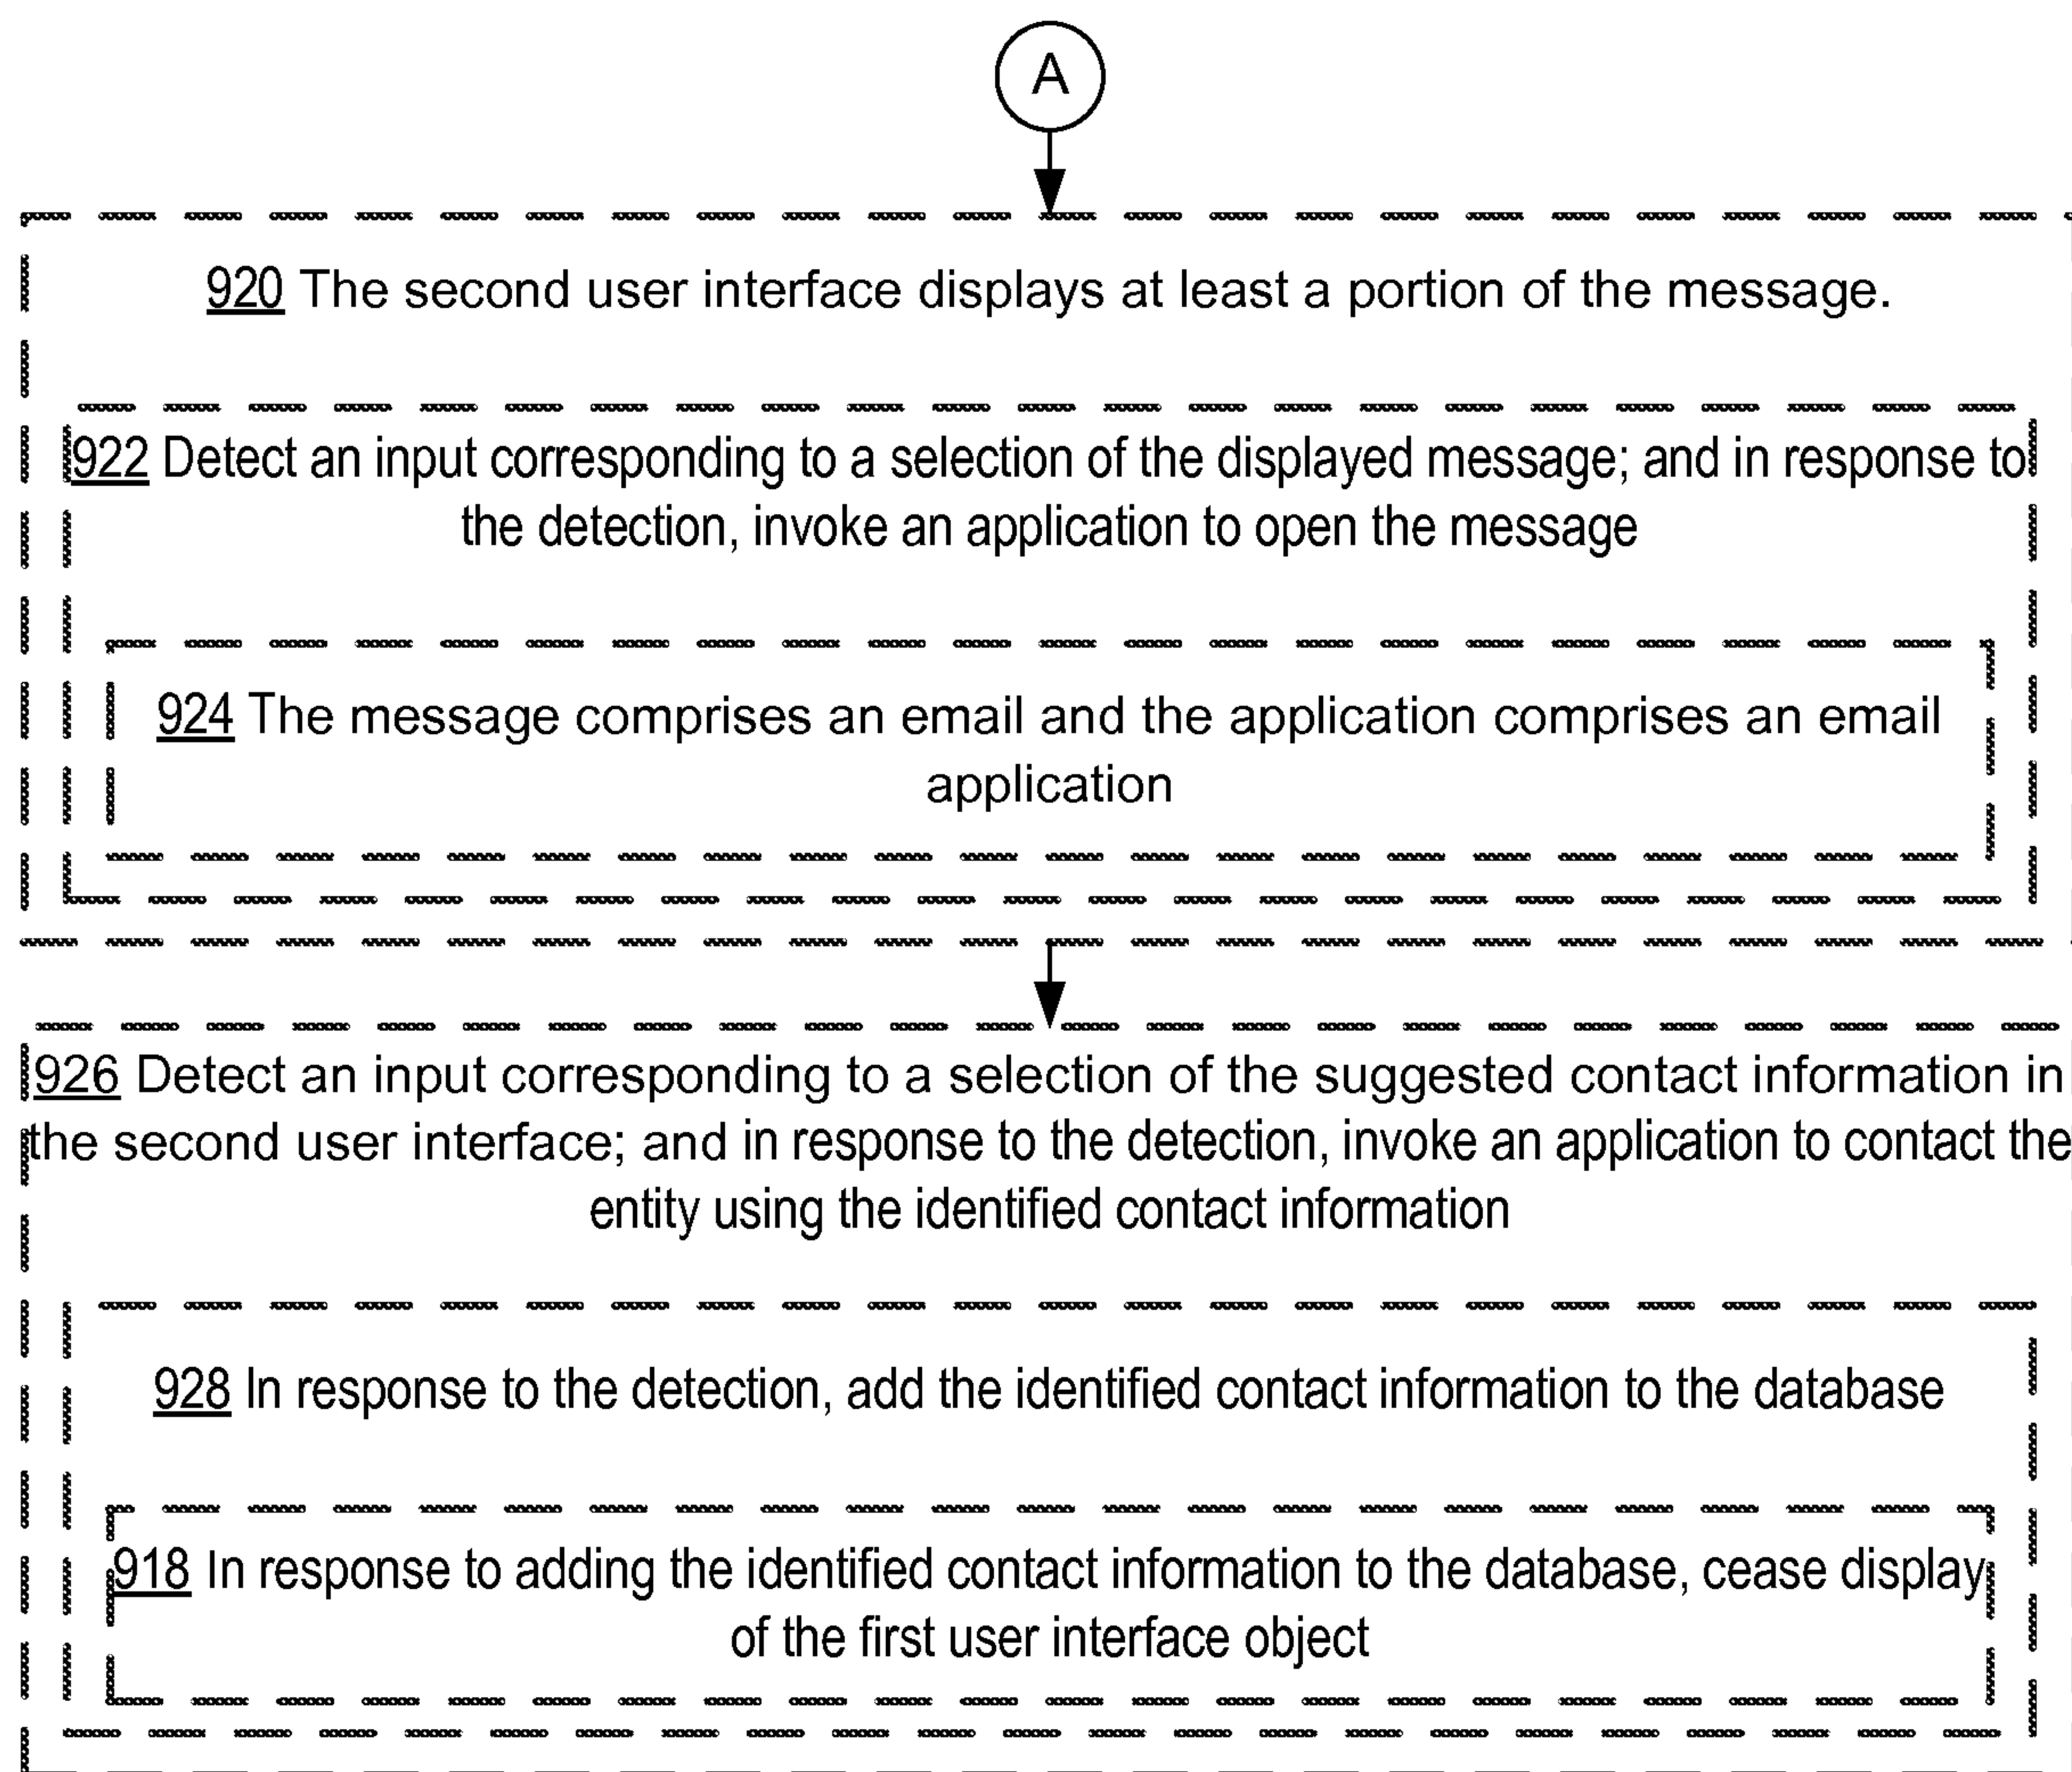 A
920 The second user interface displays at least a portion of the message.
922 Detect an input corresponding to a selection of the displayed message; and in response to
the detection, invoke an application to open the message
924 The message comprises an email and the application comprises an email
application
926 Detect an input corresponding to a selection of the suggested contact information in
the second user interface; and in response to the detection, invoke an application to contact the
entity using the identified contact information
928 In response to the detection, add the identified contact information to the database
918 In response to adding the identified contact information to the database, cease display
of the first user interface object